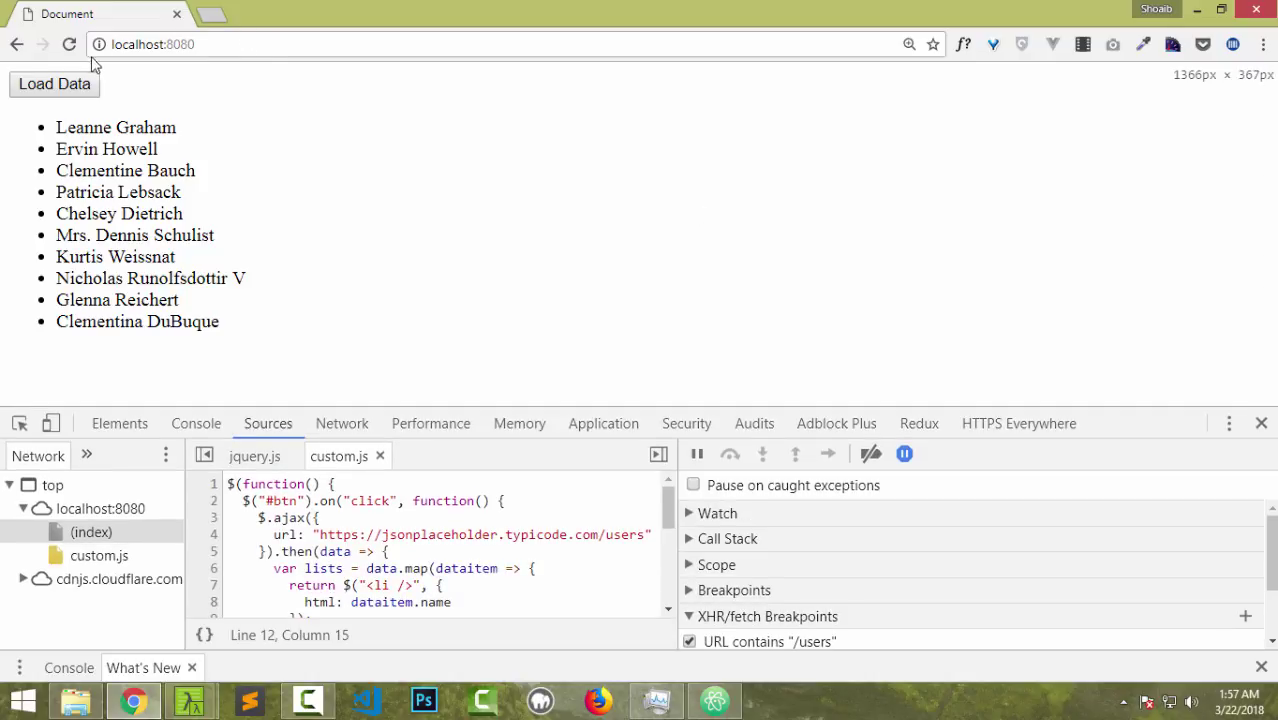 Document
Shoaib
localhost:8080
f?
Load Data
1366px × 367px
Leanne Graham
Ervin Howell
Clementine Bauch
Patricia Lebsack
Chelsey Dietrich
Mrs. Dennis Schulist
Kurtis Weissnat
Nicholas Runolfsdottir V
Glenna Reichert
Clementina DuBuque
Elements Console Sources Network Performance Memory Application Security Audits Adblock Plus Redux HTTPS Everywhere
Network »
top
localhost:8080
(index)
custom.js
cdnjs.cloudflare.com
jquery.js custom.js
1 $(function() {
2 $("#btn").on("click", function() {
3 $.ajax({
4 url: "https://jsonplaceholder.typicode.com/users"
5 }).then(data => {
6 var lists = data.map(dataitem => {
7 return $("<li />", {
8 html: dataitem.name
9 });
{} Line 12, Column 15
Pause on caught exceptions
Watch
Call Stack
Scope
Breakpoints
XHR/fetch Breakpoints
URL contains "/users"
Console What's New
Ps
1:57 AM
3/22/2018